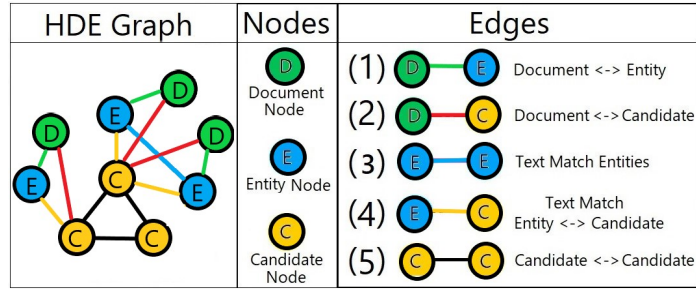 HDE Graph
Nodes
Edges
D
D
E
D
E
E
C
C
C
D
Document
Node
E
Entity Node
C
Candidate
Node
(1) D E Document <-> Entity
(2) D C Document <->Candidate
(3) E E Text Match Entities
(4) E C Text Match
Entity <-> Candidate
(5) C C Candidate <->Candidate